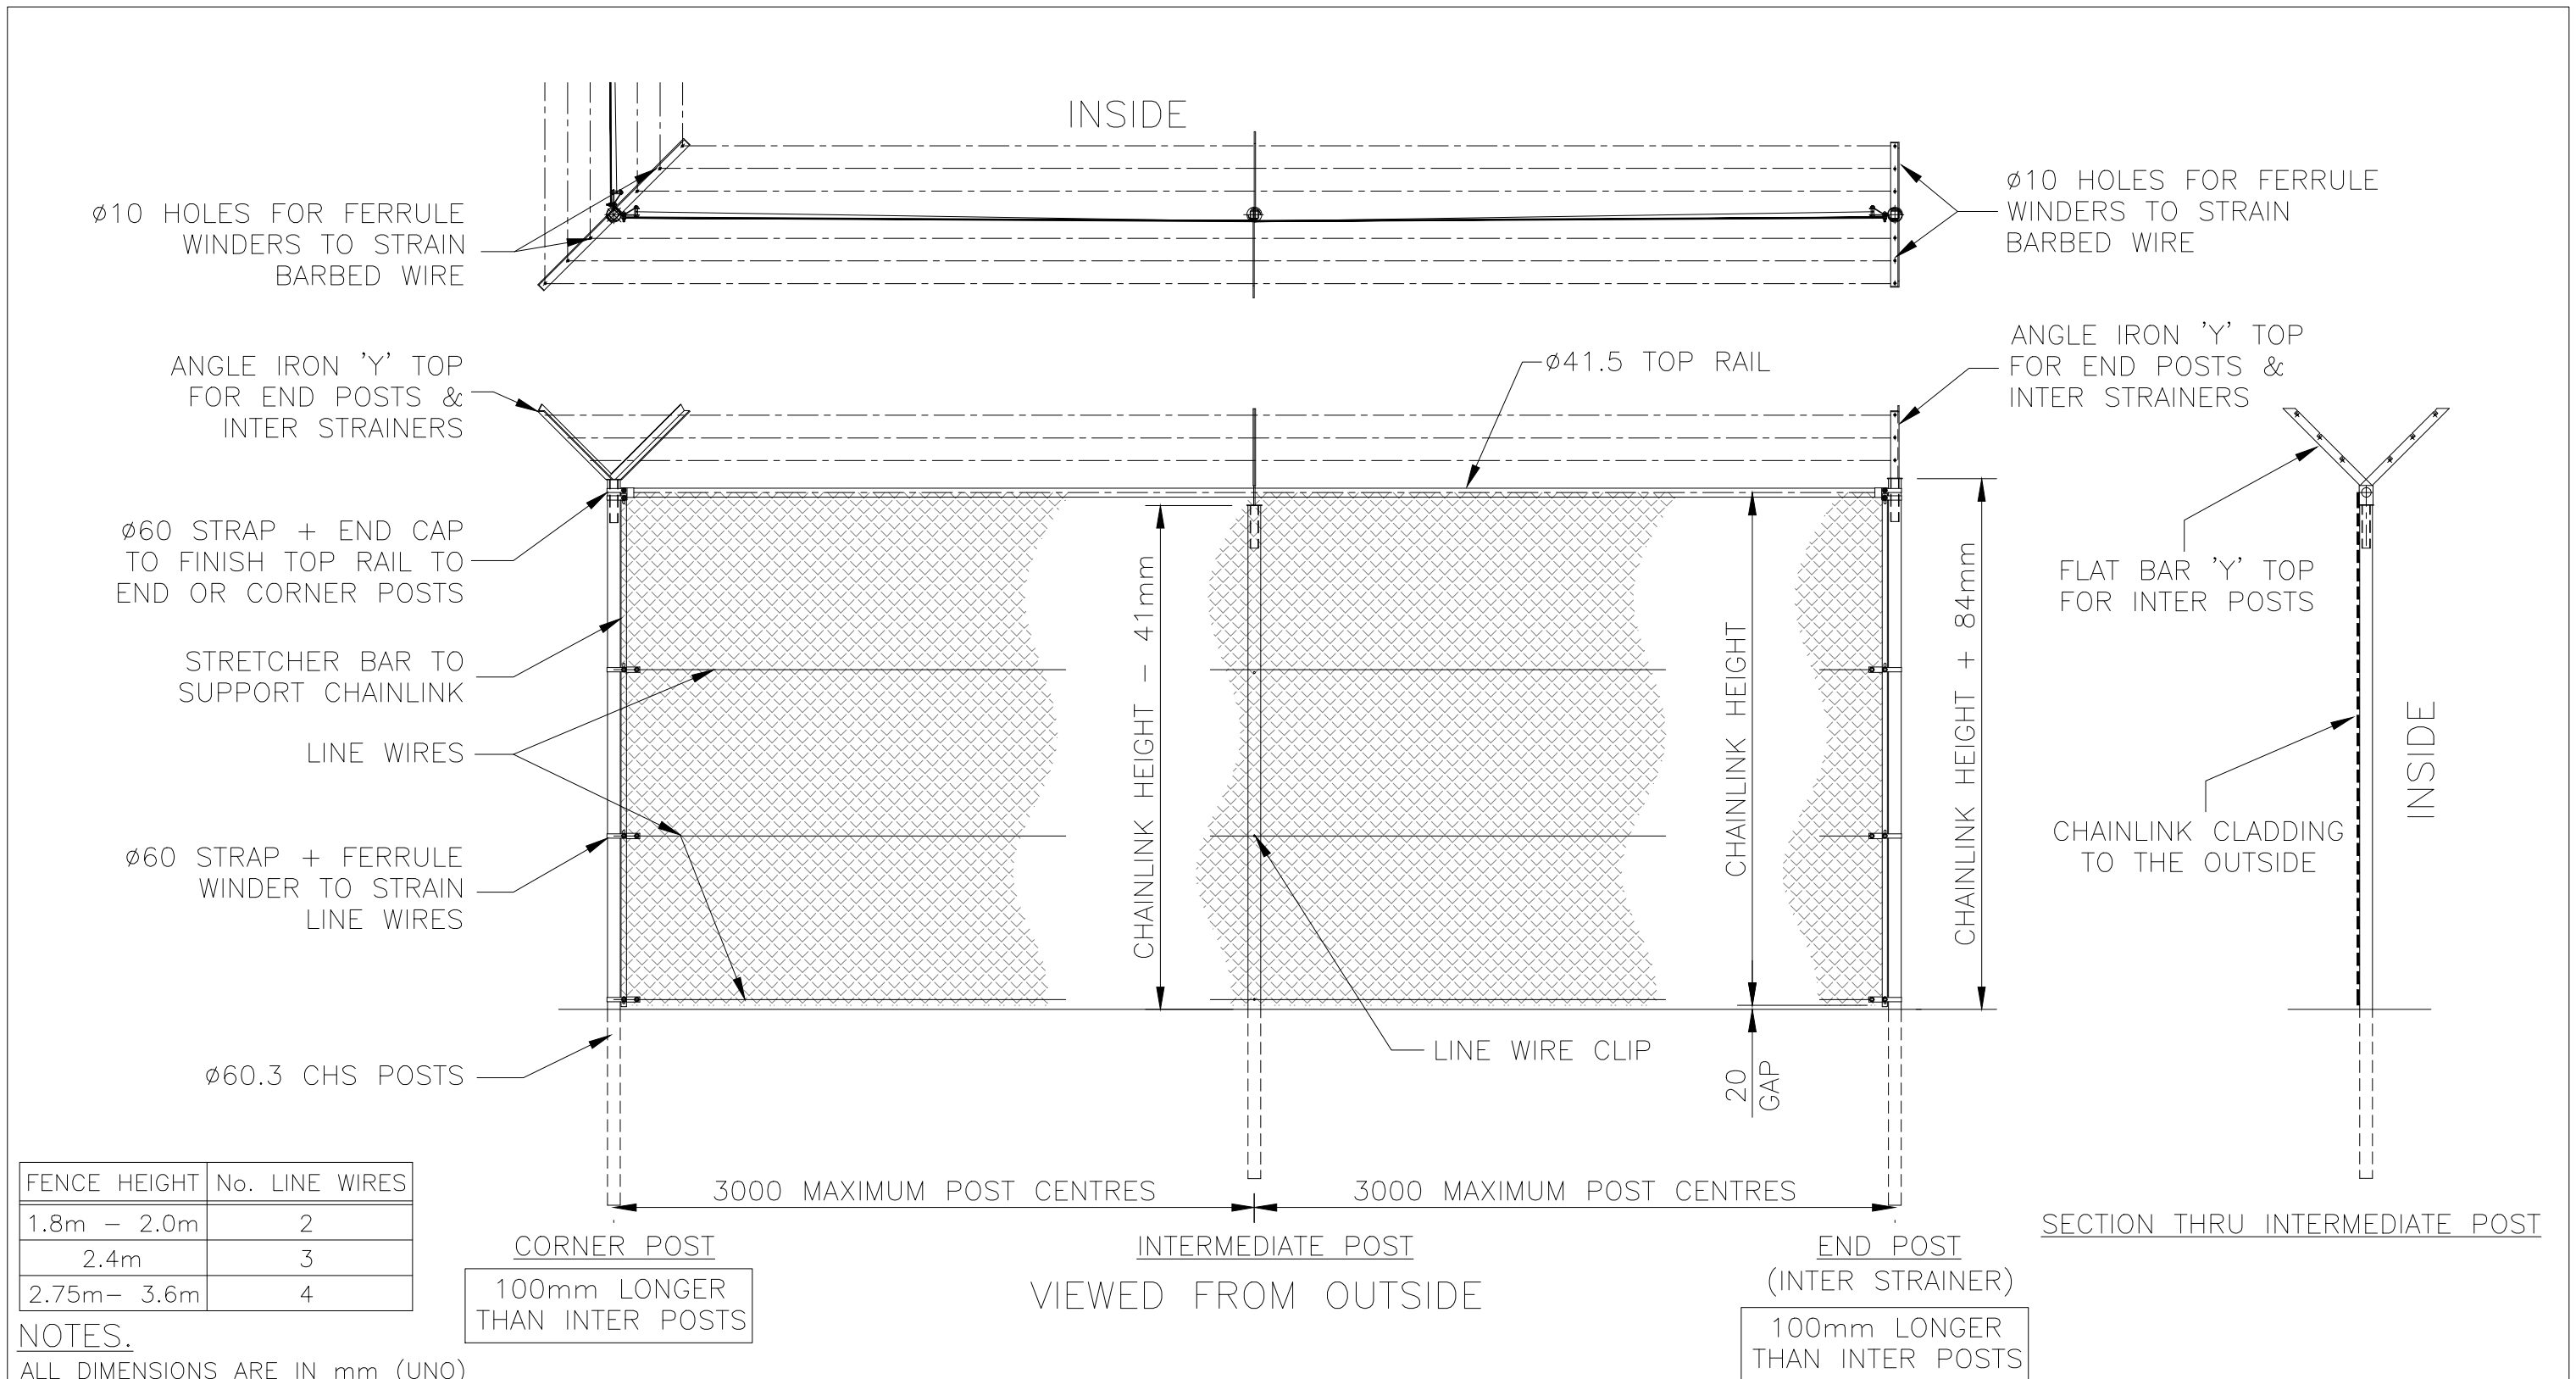 INSIDE
ø10 HOLES FOR FERRULE
WINDERS TO STRAIN
BARBED WIRE
ø10 HOLES FOR FERRULE
WINDERS TO STRAIN
BARBED WIRE
ANGLE IRON 'Y' TOP
FOR END POSTS &
INTER STRAINERS
ø41.5 TOP RAIL
ANGLE IRON 'Y' TOP
FOR END POSTS &
INTER STRAINERS
ø60 STRAP + END CAP
TO FINISH TOP RAIL TO
END OR CORNER POSTS
STRETCHER BAR TO
SUPPORT CHAINLINK
LINE WIRES
ø60 STRAP + FERRULE
WINDER TO STRAIN
LINE WIRES
ø60.3 CHS POSTS
CHAINLINK HEIGHT - 41mm
CHAINLINK HEIGHT
CHAINLINK HEIGHT + 84mm
20
GAP
LINE WIRE CLIP
FLAT BAR 'Y' TOP
FOR INTER POSTS
INSIDE
CHAINLINK CLADDING
TO THE OUTSIDE
3000 MAXIMUM POST CENTRES
3000 MAXIMUM POST CENTRES
CORNER POST
100mm LONGER
THAN INTER POSTS
INTERMEDIATE POST
VIEWED FROM OUTSIDE
END POST
(INTER STRAINER)
100mm LONGER
THAN INTER POSTS
SECTION THRU INTERMEDIATE POST
FENCE HEIGHT No. LINE WIRES
1.8m - 2.0m 2
2.4m 3
2.75m- 3.6m 4
NOTES.
ALL DIMENSIONS ARE IN mm (UNO)